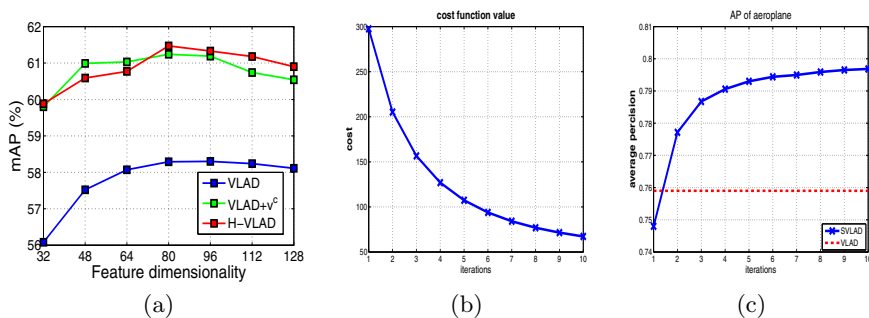 62
61
60
59
58
57
56
mAP (%)
32 48 64 80 96 112 128
Feature dimensionality
VLAD
VLAD+v^c
H-VLAD
(a)
cost function value
300
250
200
150
100
50
0
cost
1 2 3 4 5 6 7 8 9 10
iterations
(b)
AP of aeroplane
0.81
0.8
0.79
0.78
0.77
0.76
0.75
0.74
average percision
1 2 3 4 5 6 7 8 9 10
iterations
SVLAD
VLAD
(c)